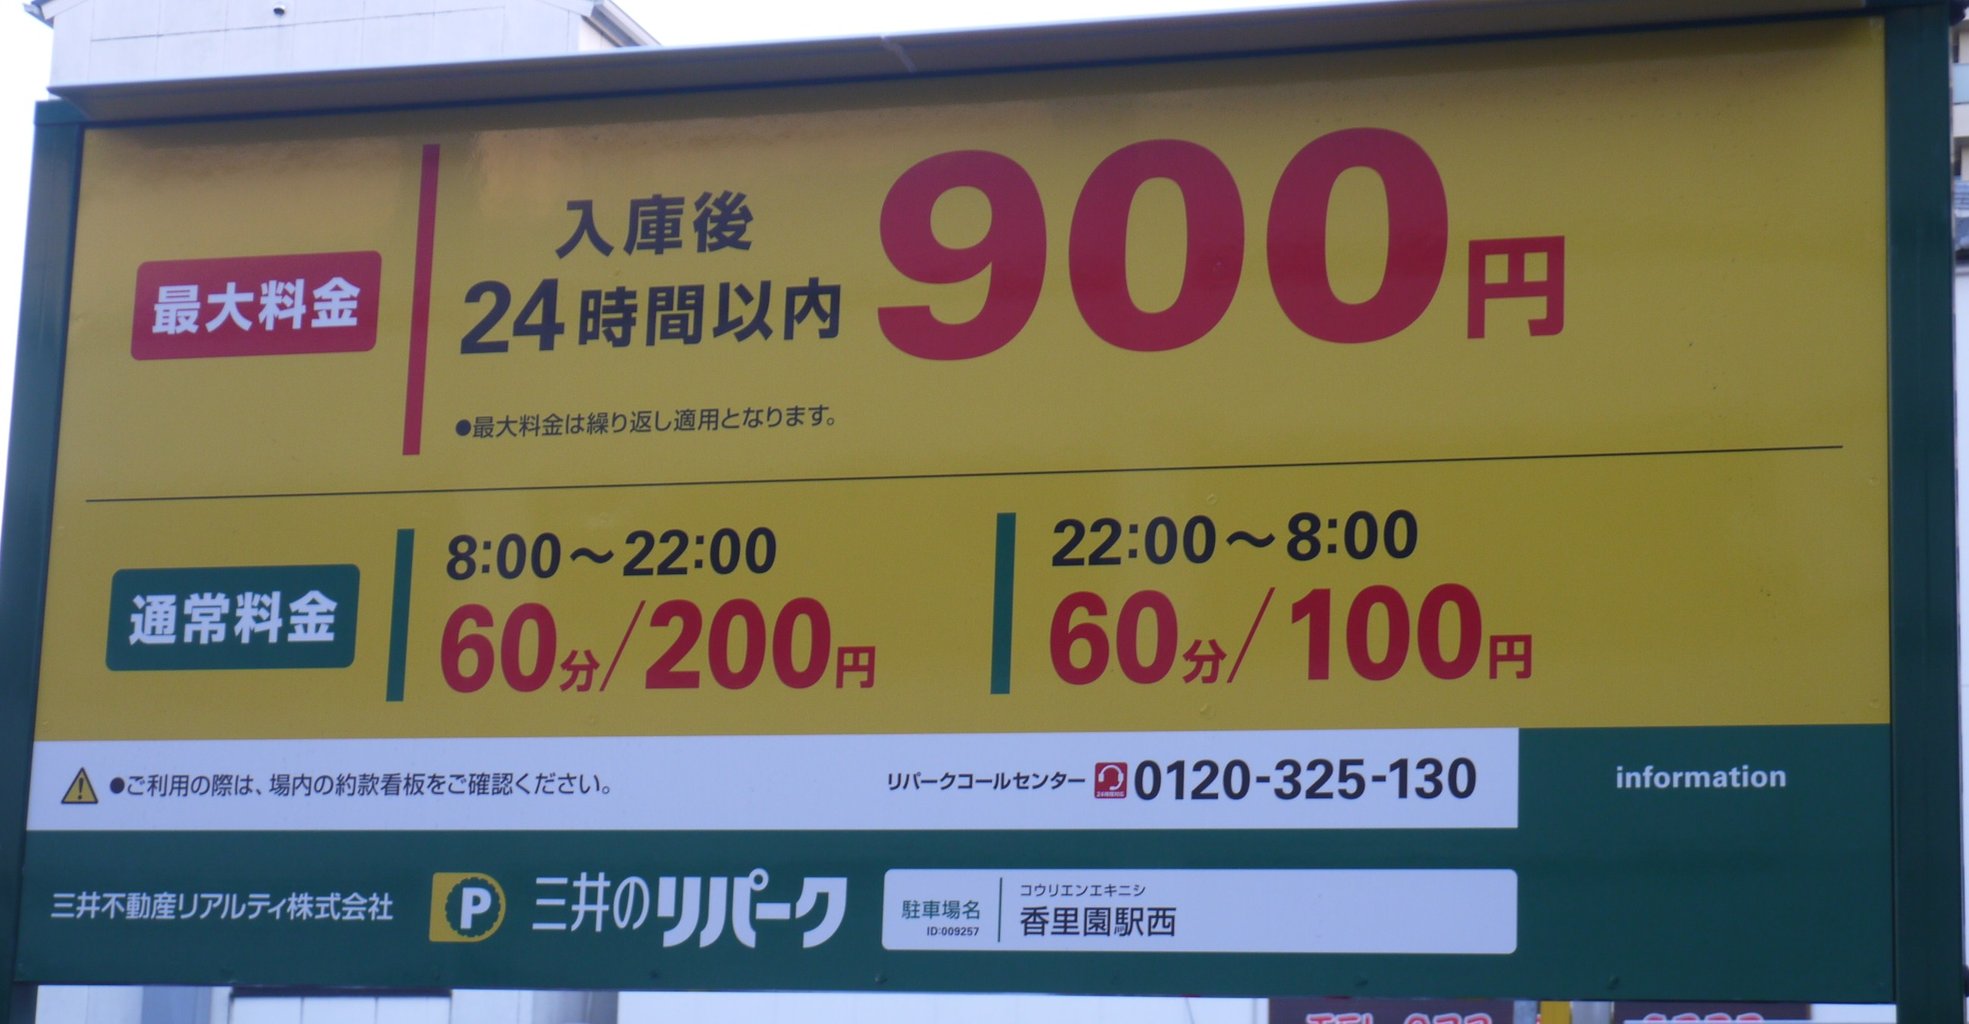 最大料金
入庫後
24時間以内
900円
●最大料金は繰り返し適用となります。
通常料金
8:00～22:00
60分/200円
22:00～8:00
60分/100円
●ご利用の際は、場内の約款看板をご確認ください。
リパークコールセンター 0120-325-130
information
三井不動産リアルティ株式会社
P 三井のリパーク
駐車場名
ID:009257
コウリエンエキニシ
香里園駅西